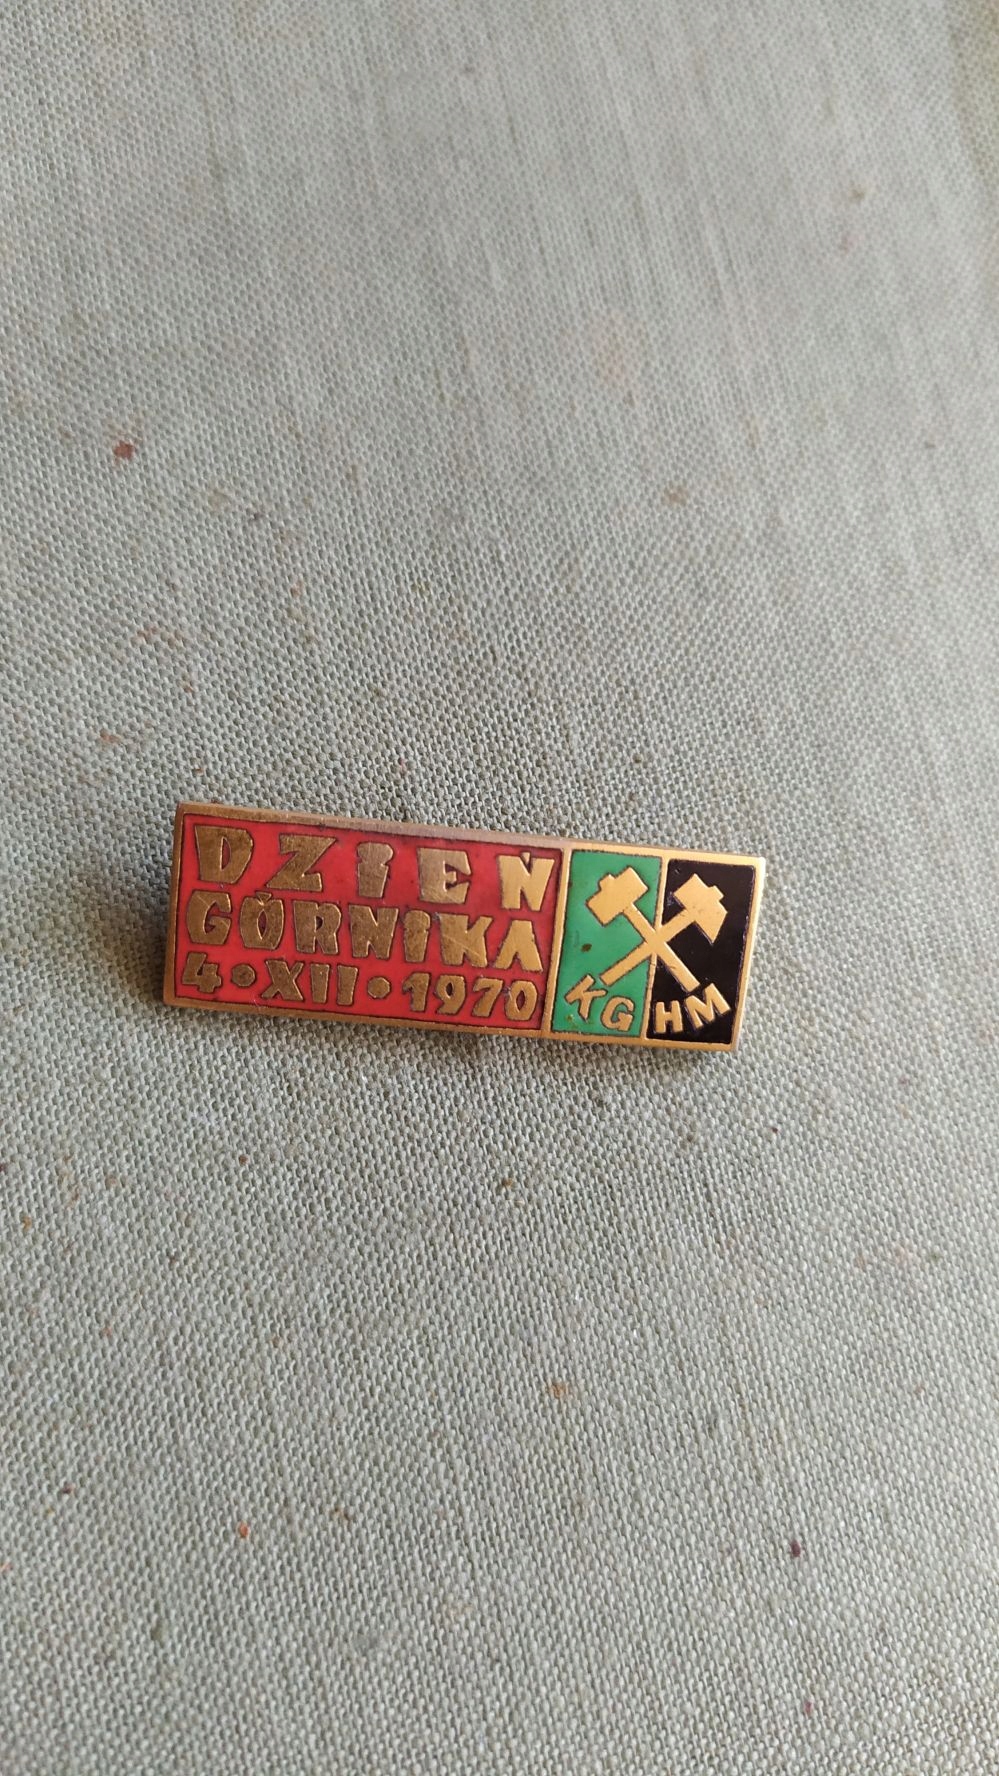 DZiEŃ
GÓRNiKA
4•XII•1970
KG HM